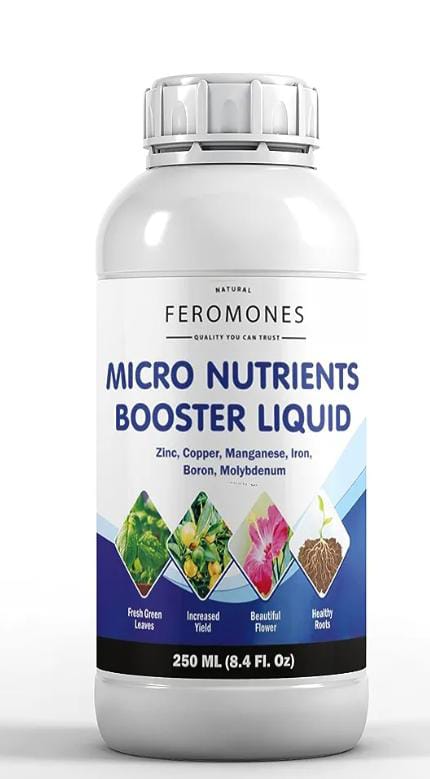 NATURAL
FEROMONES
QUALITY YOU CAN TRUST
MICRO NUTRIENTS
BOOSTER LIQUID
Zinc, Copper, Manganese, Iron,
Boron, Molybdenum
Fresh Green
Leaves
Increased
Yield
Beautiful
Flower
Healthy
Roots
250 ML (8.4 Fl. Oz)